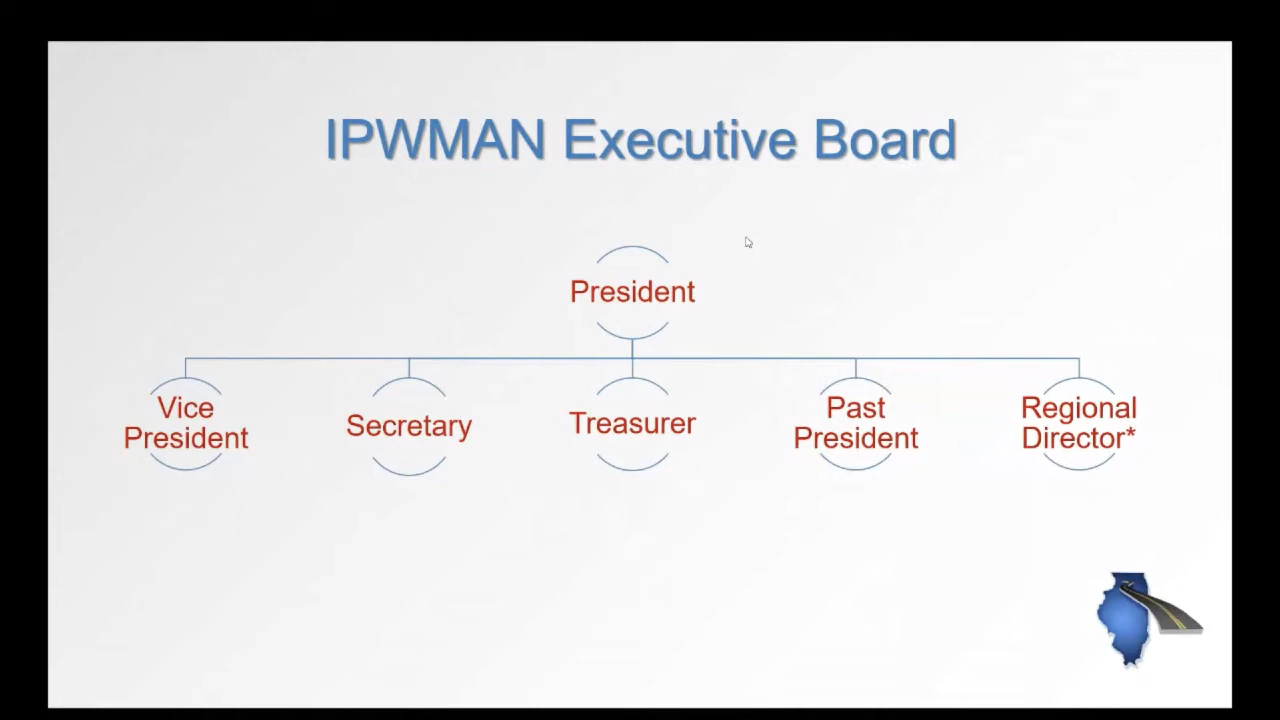 IPWMAN Executive Board
President
Vice
President
Secretary
Treasurer
Past
President
Regional
Director*